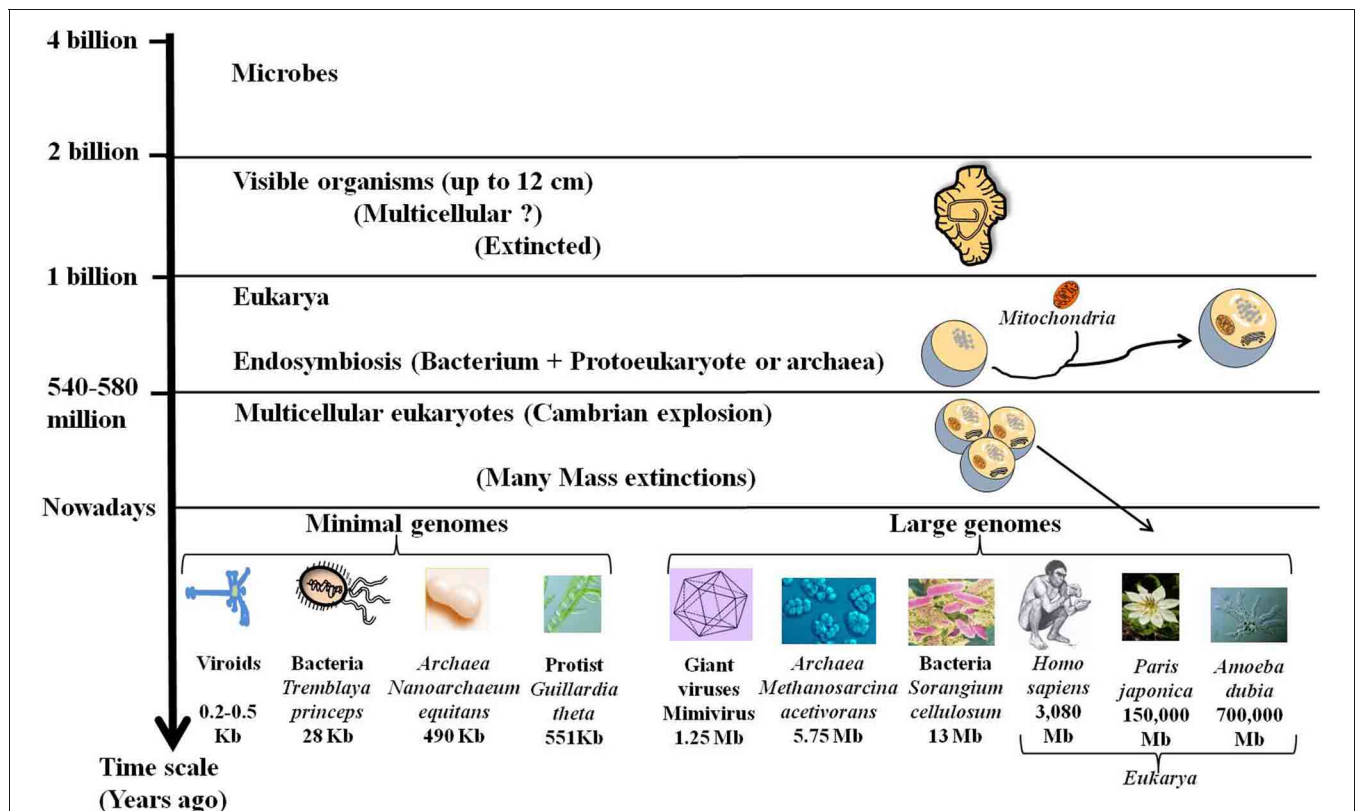 4 billion
Microbes
2 billion
Visible organisms (up to 12 cm)
(Multicellular ?)
(Extincted)
1 billion
Eukarya
Mitochondria
Endosymbiosis (Bacterium + Protoeukaryote or archaea)
540-580
million
Multicellular eukaryotes (Cambrian explosion)
(Many Mass extinctions)
Nowadays
Minimal genomes
Large genomes
Viroids
0.2-0.5
Kb
Bacteria
Tremblaya
princeps
28 Kb
Archaea
Nanoarchaeum
equitans
490 Kb
Protist
Guillardia
theta
551Kb
Giant
viruses
Mimivirus
1.25 Mb
Archaea
Methanosarcina
acetivorans
5.75 Mb
Bacteria
Sorangium
cellulosum
13 Mb
Homo
sapiens
3,080
Mb
Paris
japonica
150,000
Mb
Amoeba
dubia
700,000
Mb
Eukarya
Time scale
(Years ago)